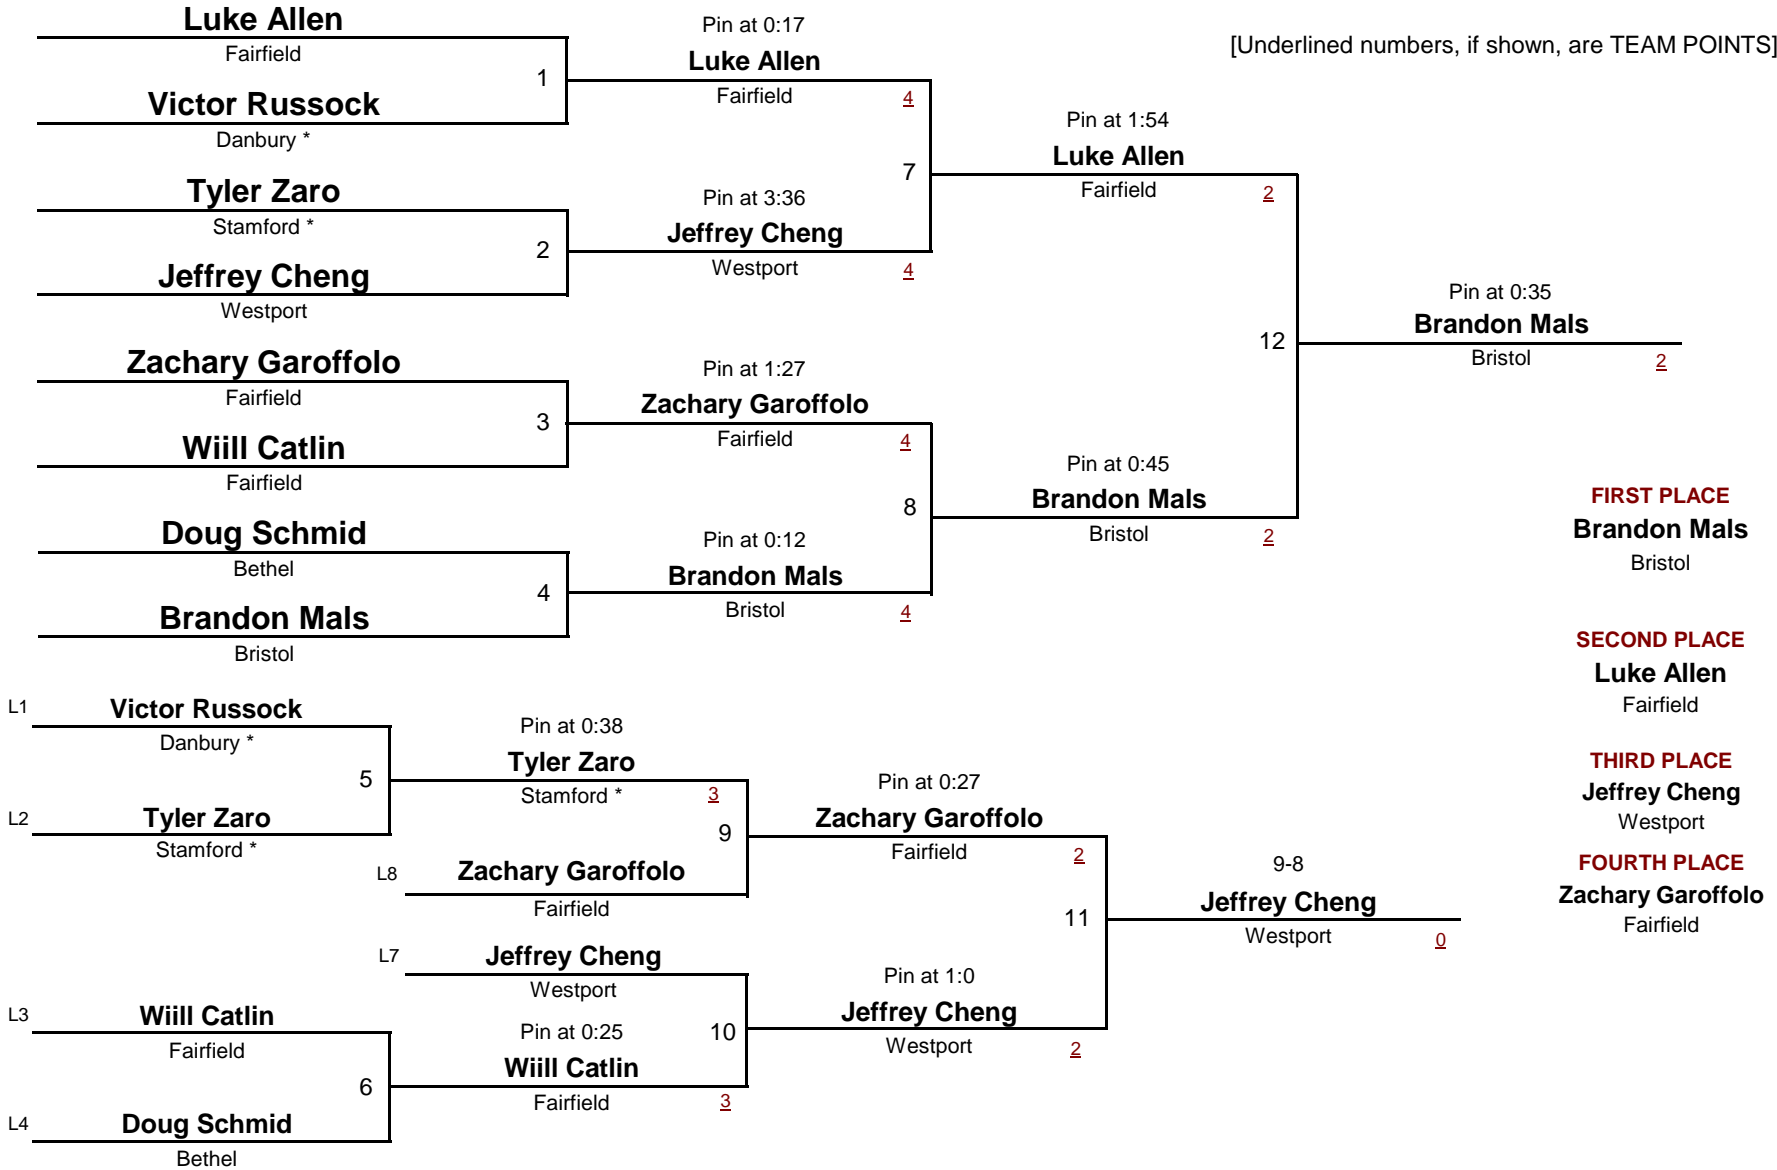 Luke Allen
Fairfield
1
Victor Russock
Danbury *
Tyler Zaro
Stamford *
2
Jeffrey Cheng
Westport
Zachary Garoffolo
Fairfield
3
Wiill Catlin
Fairfield
Doug Schmid
Bethel
4
Brandon Mals
Bristol
Pin at 0:17
Luke Allen
Fairfield
4
7
Pin at 3:36
Jeffrey Cheng
Westport
4
Pin at 1:27
Zachary Garoffolo
Fairfield
4
8
Pin at 0:12
Brandon Mals
Bristol
4
[Underlined numbers, if shown, are TEAM POINTS]
Pin at 1:54
Luke Allen
Fairfield
2
12
Pin at 0:45
Brandon Mals
Bristol
2
Pin at 0:35
Brandon Mals
Bristol
2
FIRST PLACE
Brandon Mals
Bristol
SECOND PLACE
Luke Allen
Fairfield
THIRD PLACE
Jeffrey Cheng
Westport
FOURTH PLACE
Zachary Garoffolo
Fairfield
L1
Victor Russock
Danbury *
5
L2
Tyler Zaro
Stamford *
L3
Wiill Catlin
Fairfield
6
L4
Doug Schmid
Bethel
Pin at 0:38
Tyler Zaro
Stamford *
3
9
L8
Zachary Garoffolo
Fairfield
L7
Jeffrey Cheng
Westport
10
Pin at 0:25
Wiill Catlin
Fairfield
3
Pin at 0:27
Zachary Garoffolo
Fairfield
2
11
Pin at 1:0
Jeffrey Cheng
Westport
2
9-8
Jeffrey Cheng
Westport
0